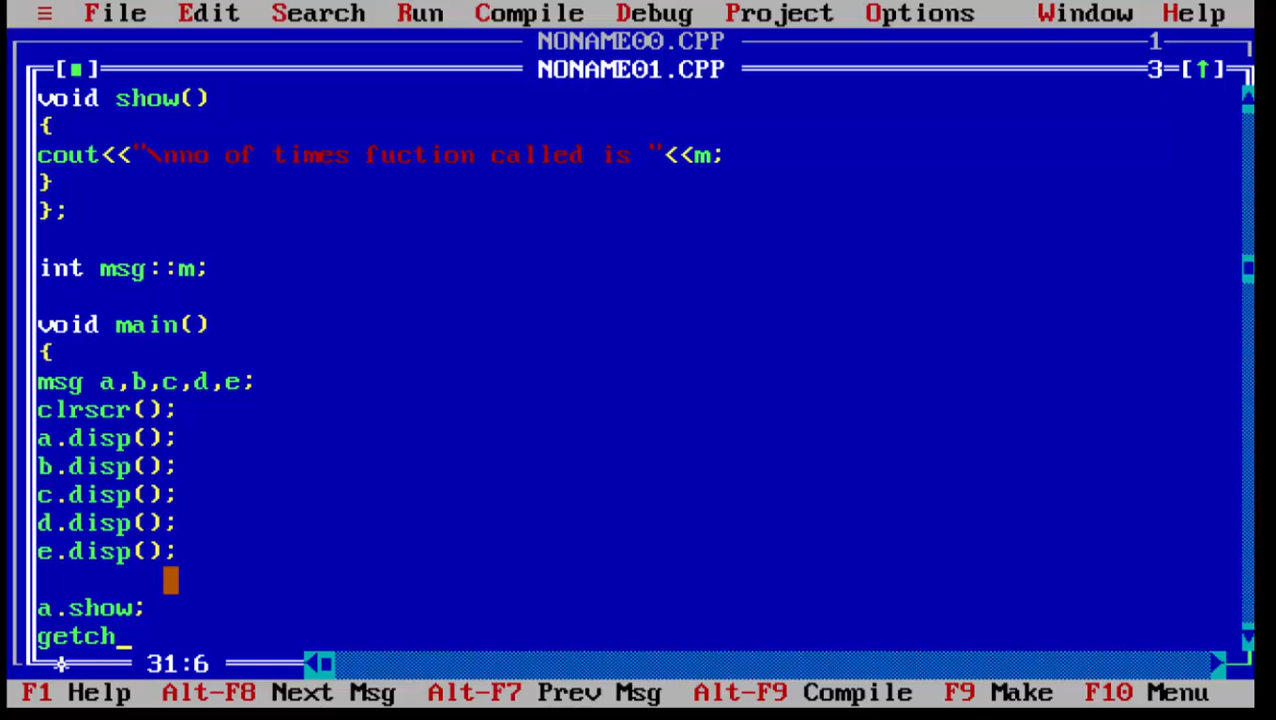 ≡ File Edit Search Run Compile Debug Project Options Window Help
NONAME00.CPP 1
[■] NONAME01.CPP 3=[↑]
void show()
{
cout<<"\nno of times fuction called is "<<m;
}
};
int msg::m;
void main()
{
msg a,b,c,d,e;
clrscr();
a.disp();
b.disp();
c.disp();
d.disp();
e.disp();
a.show;
getch_
31:6
F1 Help Alt-F8 Next Msg Alt-F7 Prev Msg Alt-F9 Compile F9 Make F10 Menu